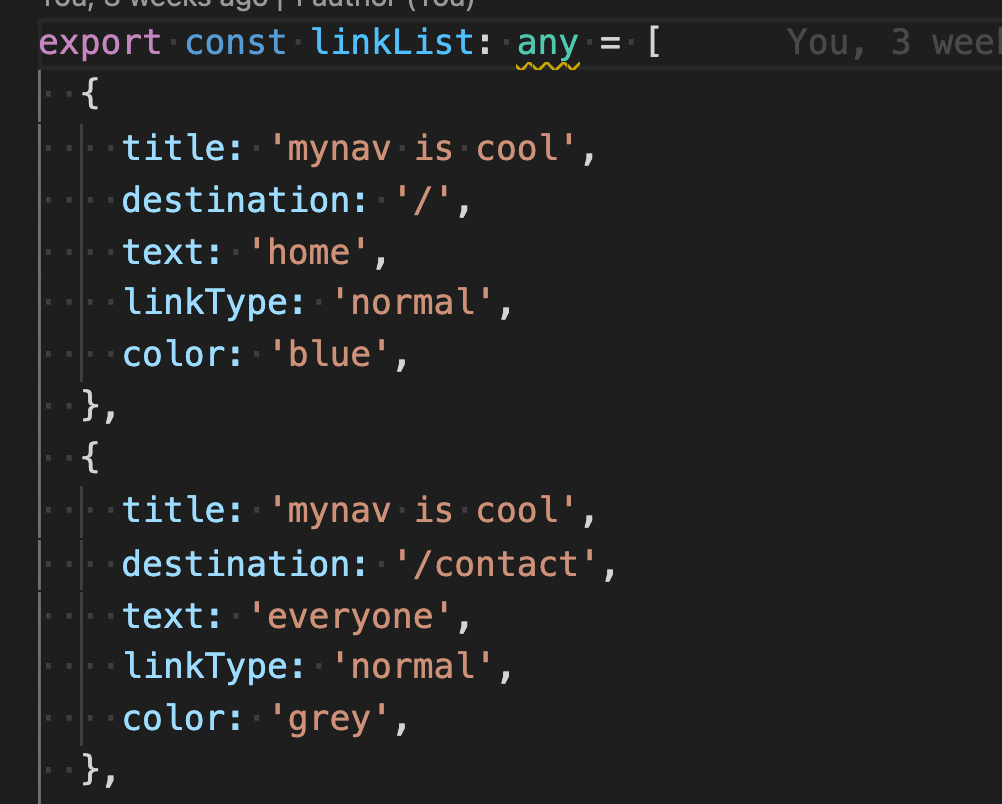 You, 3 weeks ago | 1 author (You)
export const linkList: any = [ You, 3 wee
  {
    title: 'mynav is cool',
    destination: '/',
    text: 'home',
    linkType: 'normal',
    color: 'blue',
  },
  {
    title: 'mynav is cool',
    destination: '/contact',
    text: 'everyone',
    linkType: 'normal',
    color: 'grey',
  },